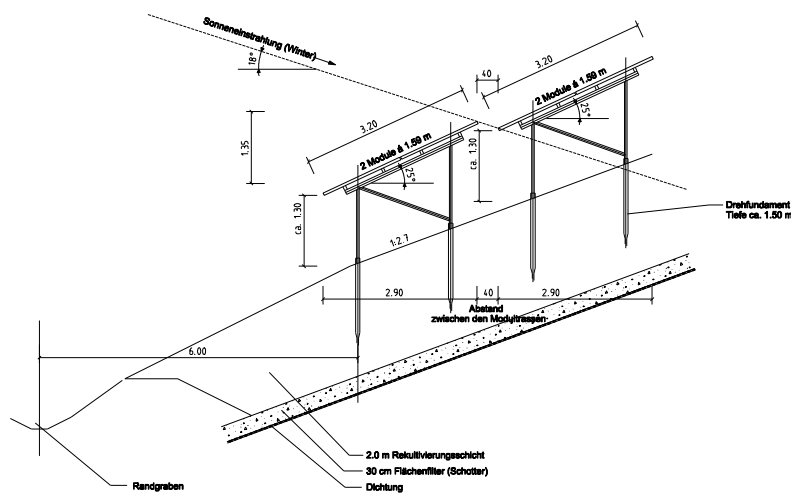 Sonneneinstrahlung (Winter)
18°
3.20
40
2 Module á 1.59 m
25°
3.20
1.35
2 Module á 1.59 m
ca. 1.30
25°
ca. 1.30
Drehfundament
Tiefe ca. 1.50 m
1:2.7
2.90
40
2.90
Abstand
zwischen den Modultrassen
6.00
2.0 m Rekultivierungsschicht
30 cm Flächenfilter (Schotter)
Randgraben
Dichtung